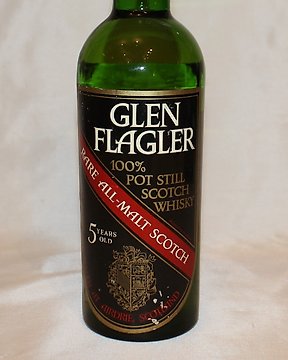 GLEN
FLAGLER
100%
POT STILL
SCOTCH
WHISKY
RARE ALL-MALT SCOTCH
5 YEARS
OLD
AIRDRIE, SCOTLAND